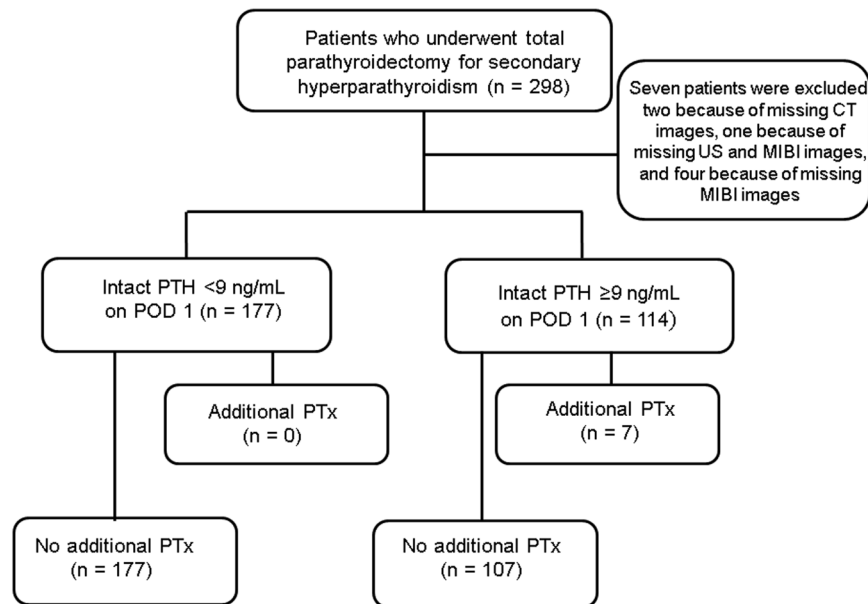 Patients who underwent total
parathyroidectomy for secondary
hyperparathyroidism (n = 298)
Seven patients were excluded
two because of missing CT
images, one because of
missing US and MIBI images,
and four because of missing
MIBI images
Intact PTH <9 ng/mL
on POD 1 (n = 177)
Intact PTH ≥9 ng/mL
on POD 1 (n = 114)
Additional PTx
(n = 0)
Additional PTx
(n = 7)
No additional PTx
(n = 177)
No additional PTx
(n = 107)